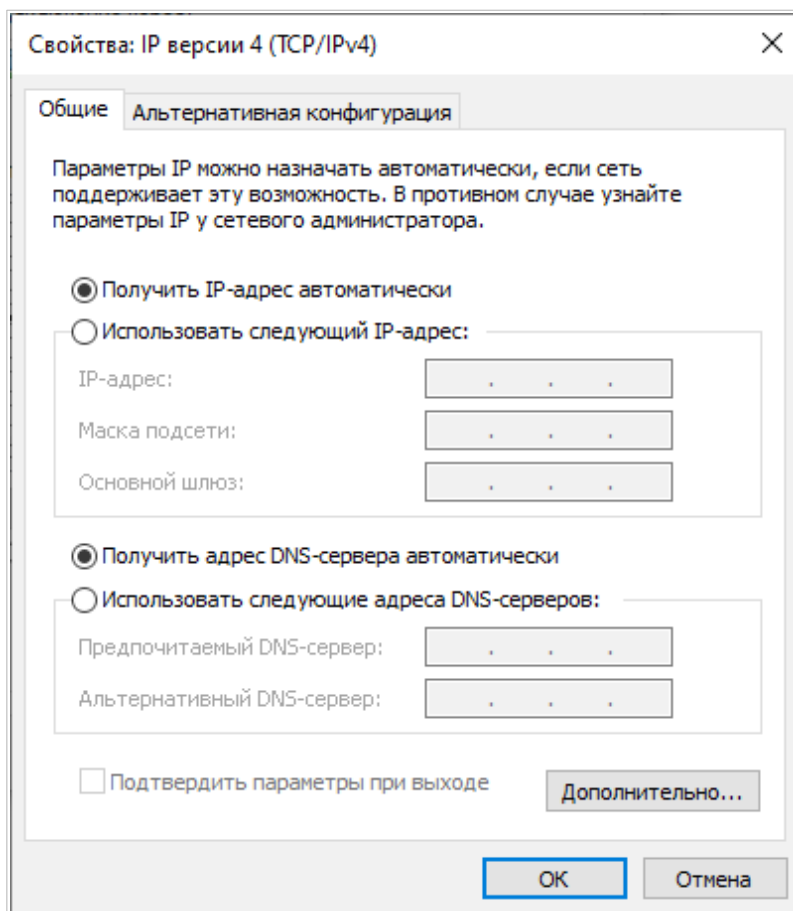 Свойства: IP версии 4 (TCP/IPv4)
Общие
Альтернативная конфигурация
Параметры IP можно назначать автоматически, если сеть
поддерживает эту возможность. В противном случае узнайте
параметры IP у сетевого администратора.
Получить IP-адрес автоматически
Использовать следующий IP-адрес:
IP-адрес:
Маска подсети:
Основной шлюз:
Получить адрес DNS-сервера автоматически
Использовать следующие адреса DNS-серверов:
Предпочитаемый DNS-сервер:
Альтернативный DNS-сервер:
Подтвердить параметры при выходе
Дополнительно...
ОК
Отмена